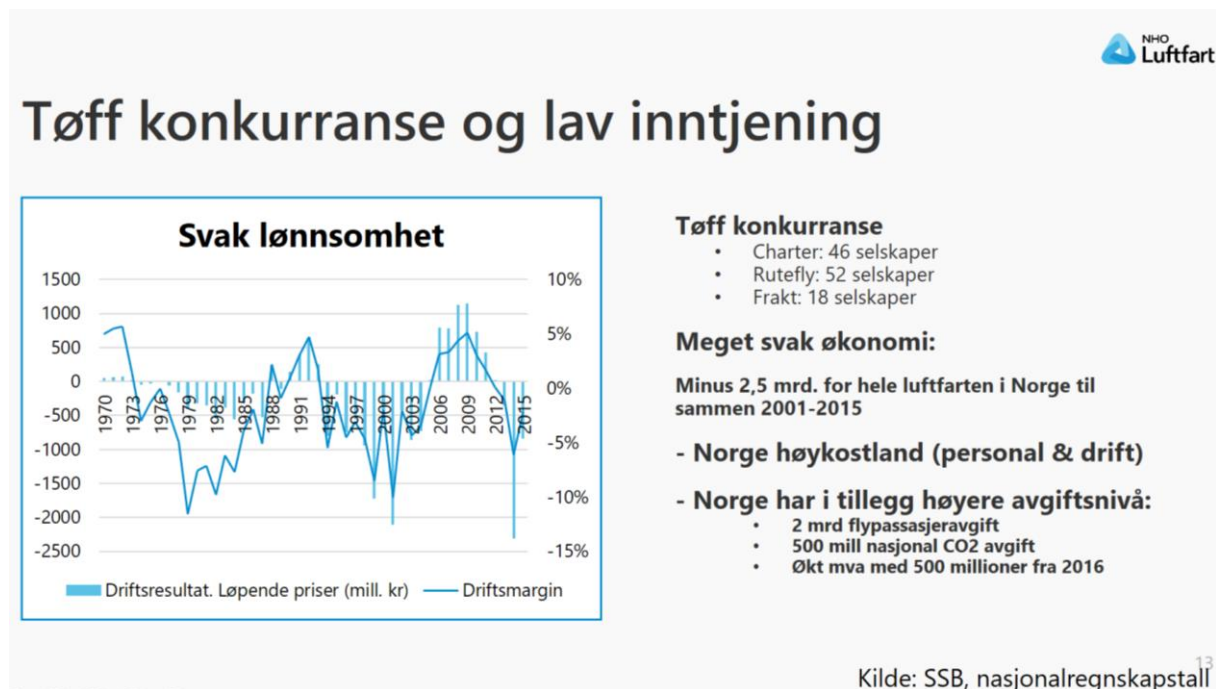 NHO
Luftfart
Tøff konkurranse og lav inntjening
Svak lønnsomhet
1500
1000
500
0
-500
-1000
-1500
-2000
-2500
10%
5%
0%
-5%
-10%
-15%
1970
1973
1976
1979
1982
1985
1988
1991
1994
1997
2000
2003
2006
2009
2012
2015
Driftsresultat. Løpende priser (mill. kr)
Driftsmargin
Tøff konkurranse
• Charter: 46 selskaper
• Rutefly: 52 selskaper
• Frakt: 18 selskaper
Meget svak økonomi:
Minus 2,5 mrd. for hele luftfarten i Norge til
sammen 2001-2015
- Norge høykostland (personal & drift)
- Norge har i tillegg høyere avgiftsnivå:
• 2 mrd flypassasjeravgift
• 500 mill nasjonal CO2 avgift
• Økt mva med 500 millioner fra 2016
13
Kilde: SSB, nasjonalregnskapstall